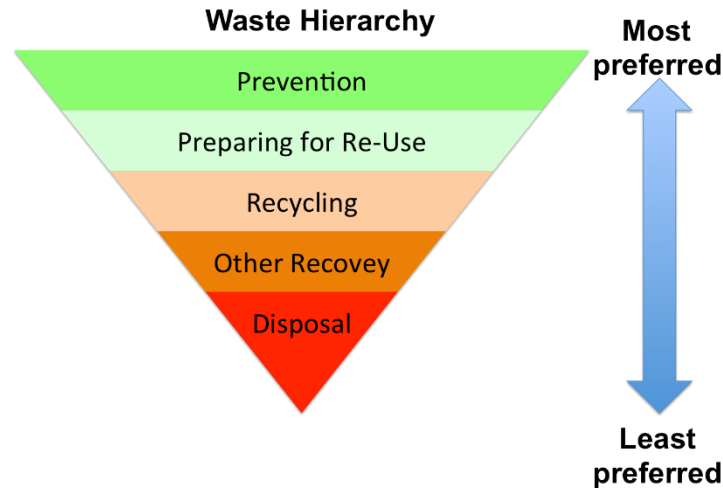 Waste Hierarchy
Most
preferred
Prevention
Preparing for Re-Use
Recycling
Other Recovey
Disposal
Least
preferred